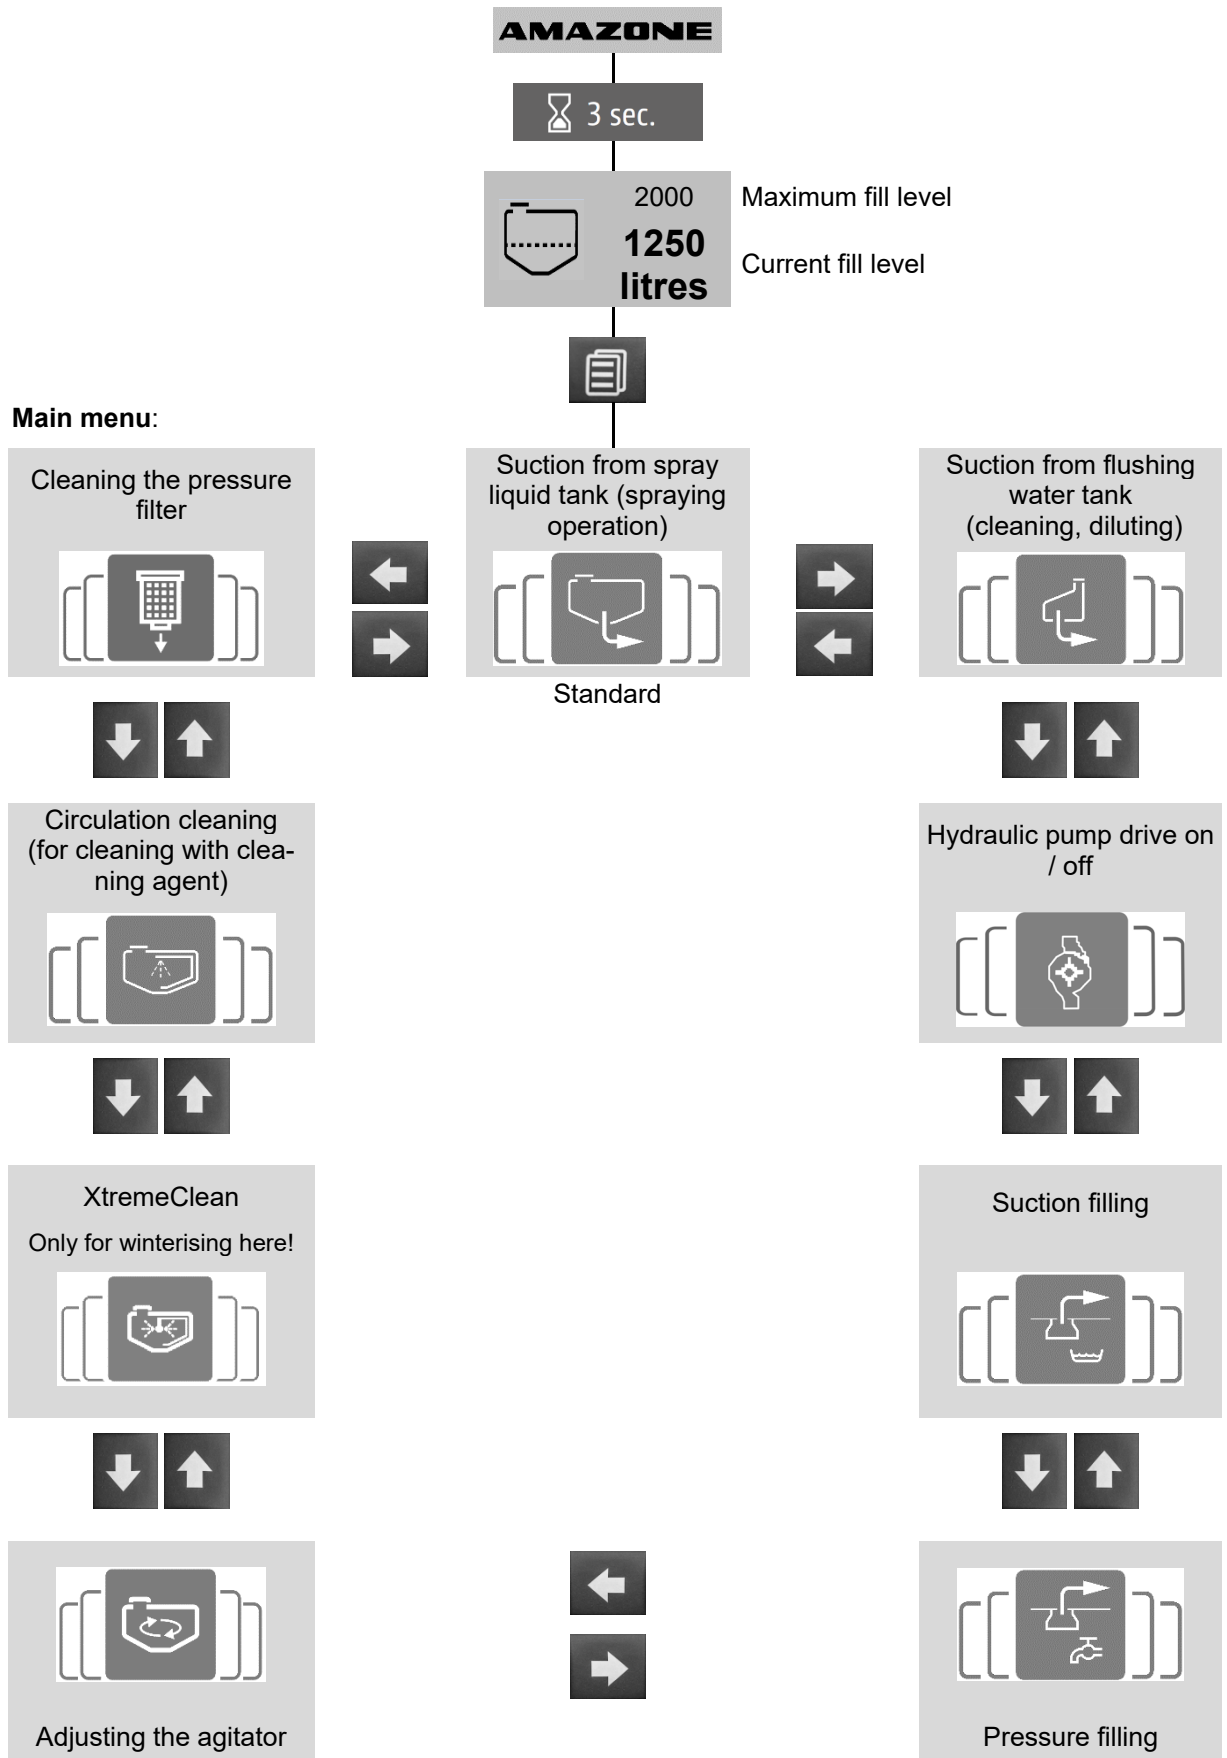 AMAZONE
3 sec.
2000
Maximum fill level
1250
litres
Current fill level
Main menu:
Cleaning the pressure
filter
Suction from spray
liquid tank (spraying
operation)
Suction from flushing
water tank
(cleaning, diluting)
Standard
Circulation cleaning
(for cleaning with clea-
ning agent)
Hydraulic pump drive on
/ off
XtremeClean
Only for winterising here!
Suction filling
Adjusting the agitator
Pressure filling